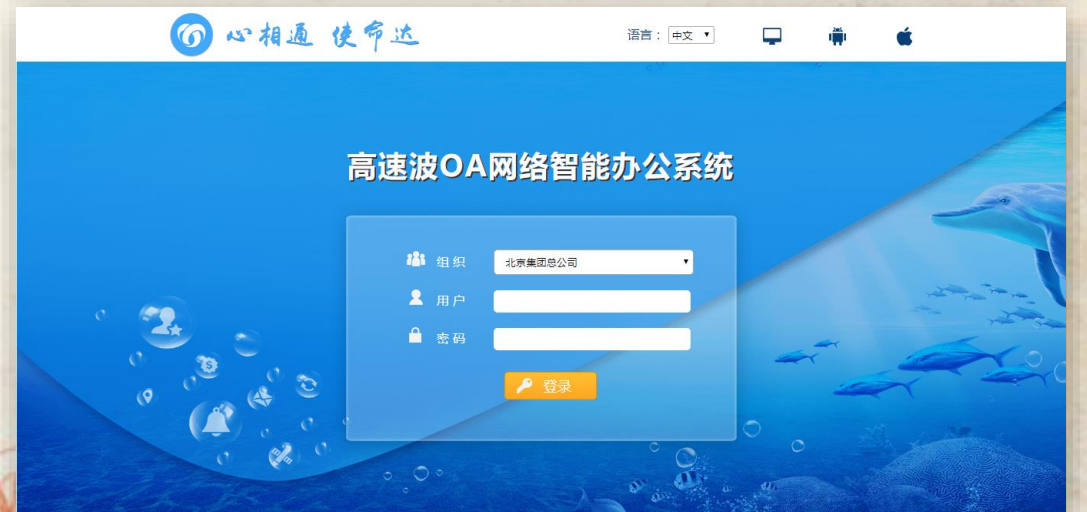 心相通 使命达
语言： 中文
高速波OA网络智能办公系统
组织 北京集团总公司
用户
密码
登录